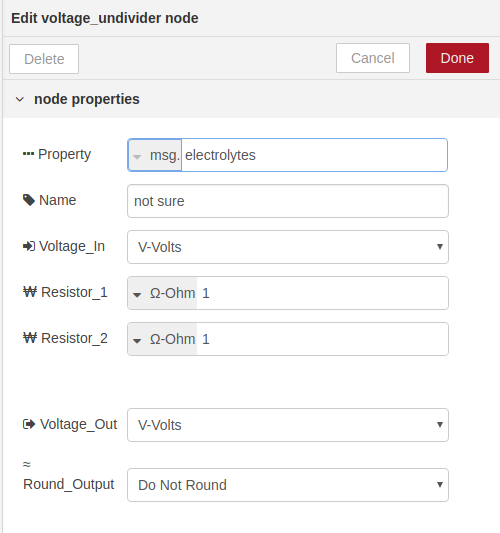 Edit voltage_undivider node
Delete
Cancel
Done
node properties
Property
msg. electrolytes
Name
not sure
Voltage_In
V-Volts
₩ Resistor_1
Ω-Ohm 1
₩ Resistor_2
Ω-Ohm 1
Voltage_Out
V-Volts
≈
Round_Output
Do Not Round